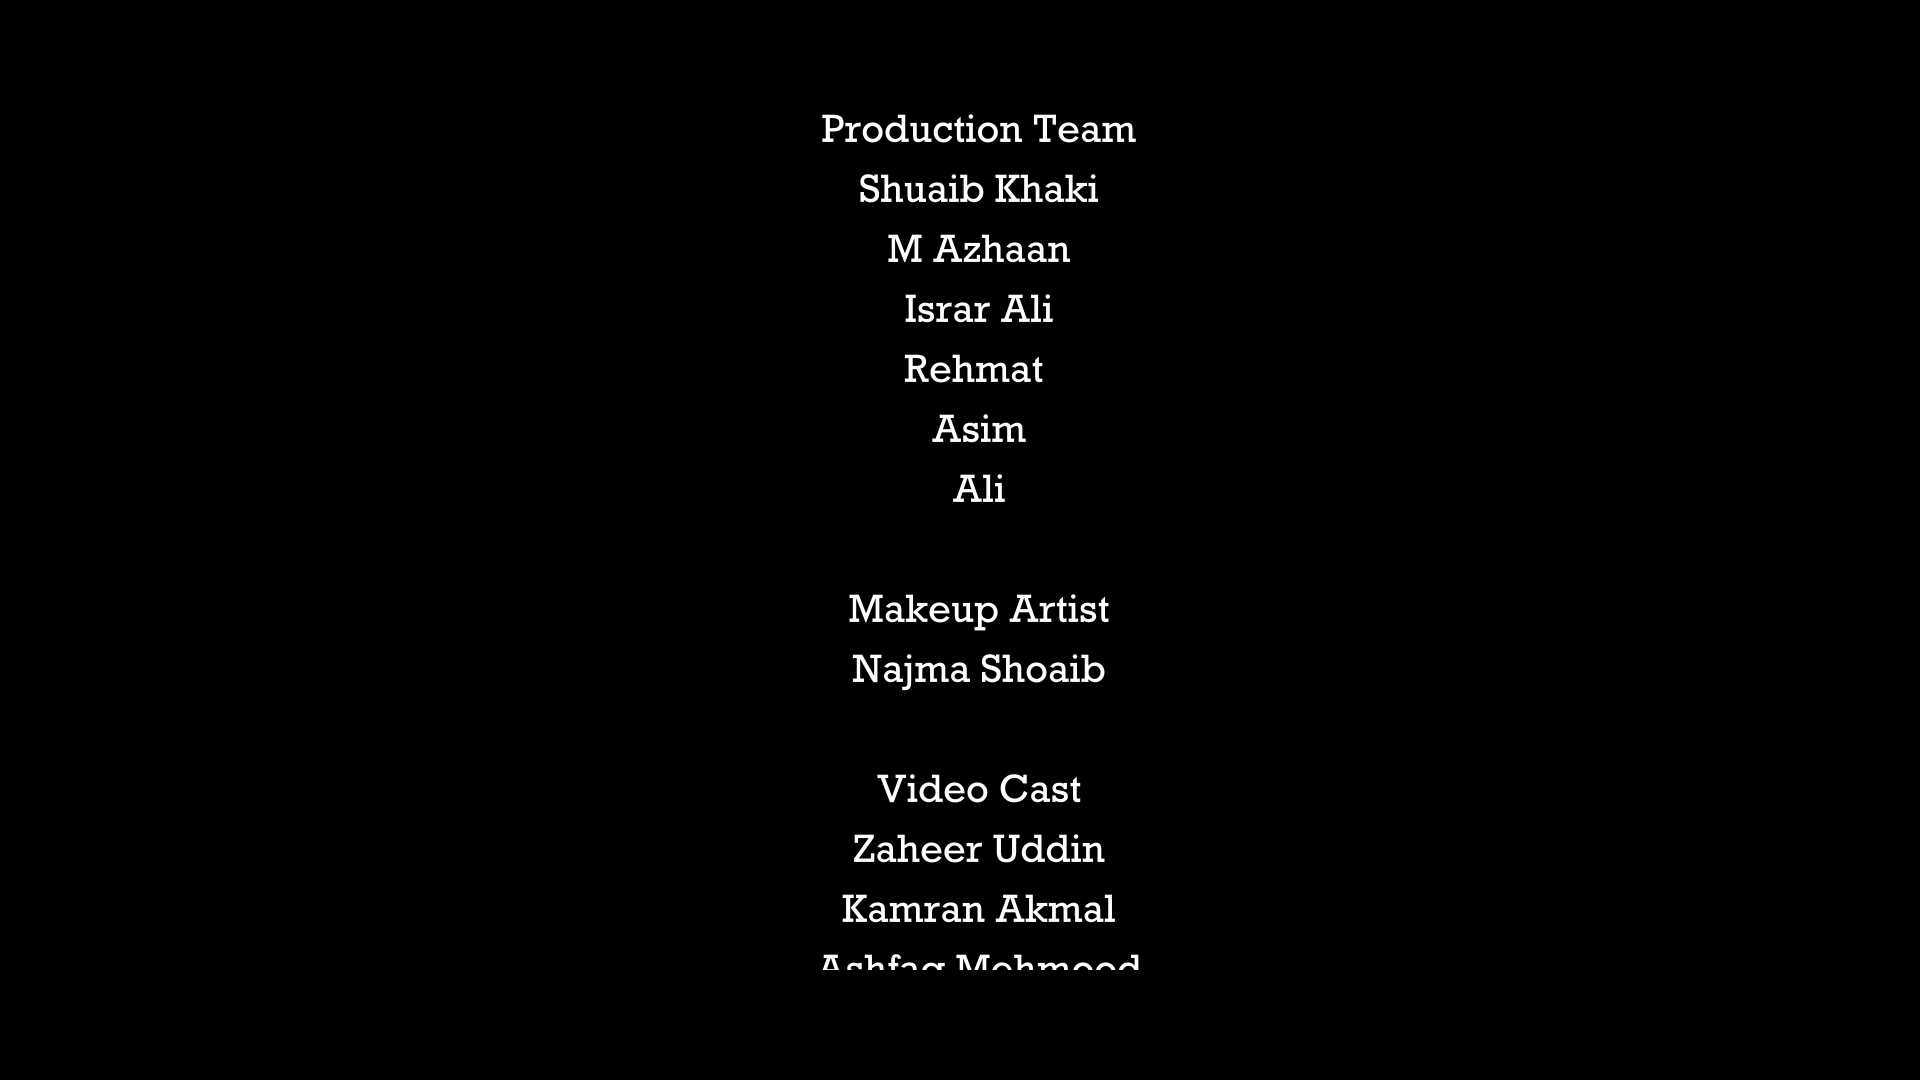 Production Team
Shuaib Khaki
M Azhaan
Israr Ali
Rehmat
Asim
Ali
Makeup Artist
Najma Shoaib
Video Cast
Zaheer Uddin
Kamran Akmal